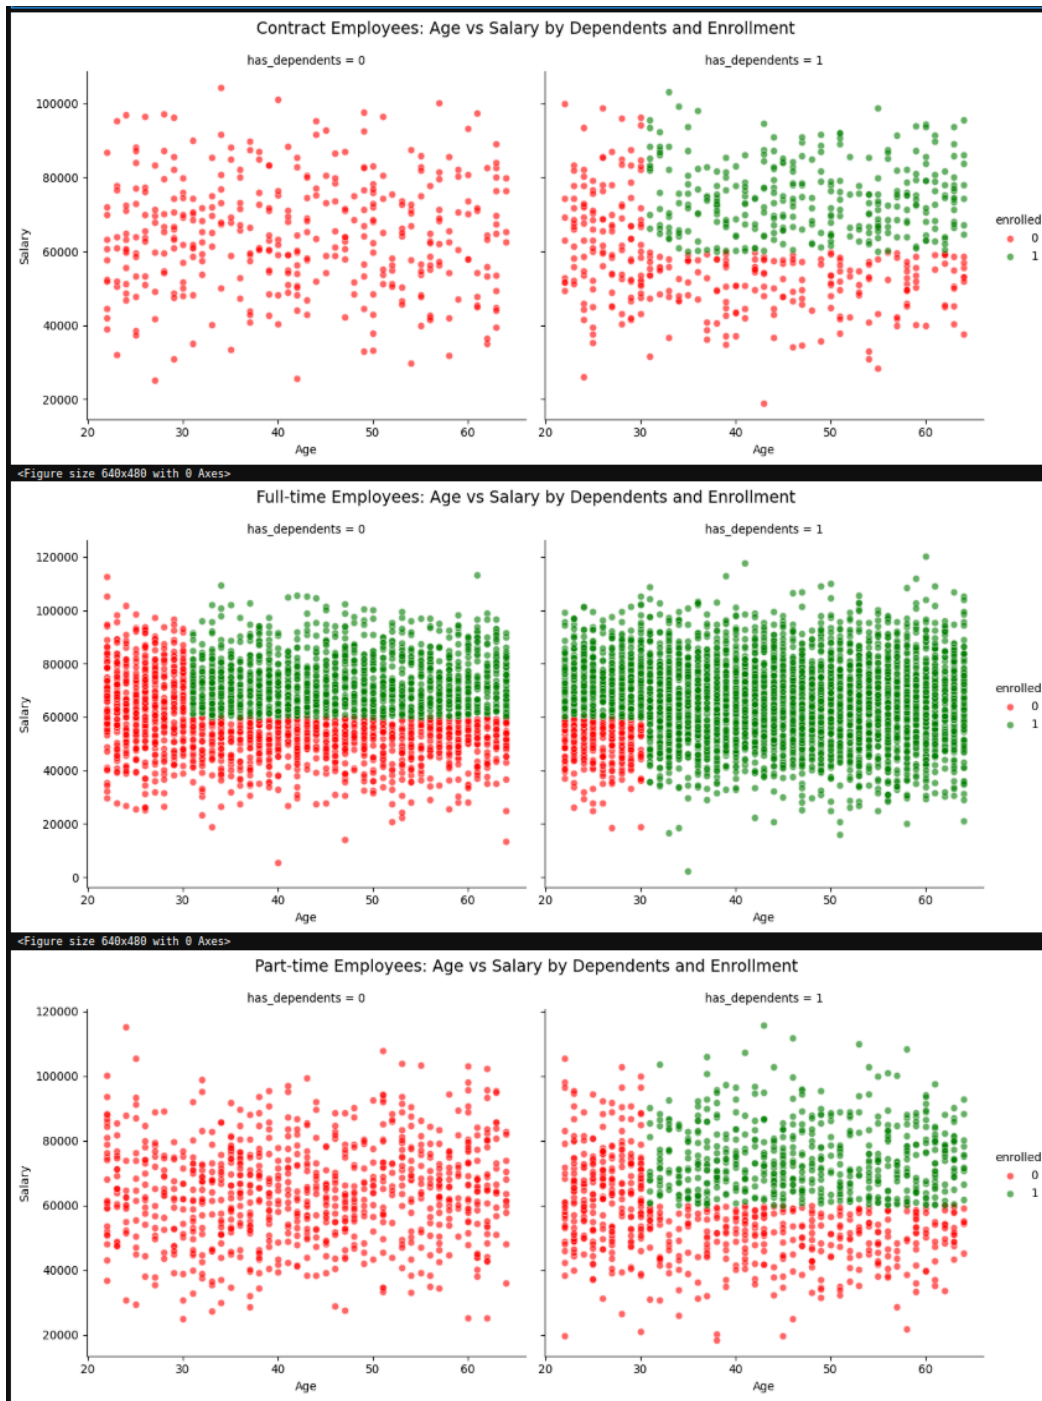 Contract Employees: Age vs Salary by Dependents and Enrollment
has_dependents = 0
has_dependents = 1
100000
80000
60000
40000
20000
Salary
20 30 40 50 60
Age
20 30 40 50 60
Age
enrolled
0
1
<Figure size 640x480 with 0 Axes>
Full-time Employees: Age vs Salary by Dependents and Enrollment
has_dependents = 0
has_dependents = 1
120000
100000
80000
60000
40000
20000
0
Salary
20 30 40 50 60
Age
20 30 40 50 60
Age
enrolled
0
1
<Figure size 640x480 with 0 Axes>
Part-time Employees: Age vs Salary by Dependents and Enrollment
has_dependents = 0
has_dependents = 1
120000
100000
80000
60000
40000
20000
Salary
20 30 40 50 60
Age
20 30 40 50 60
Age
enrolled
0
1